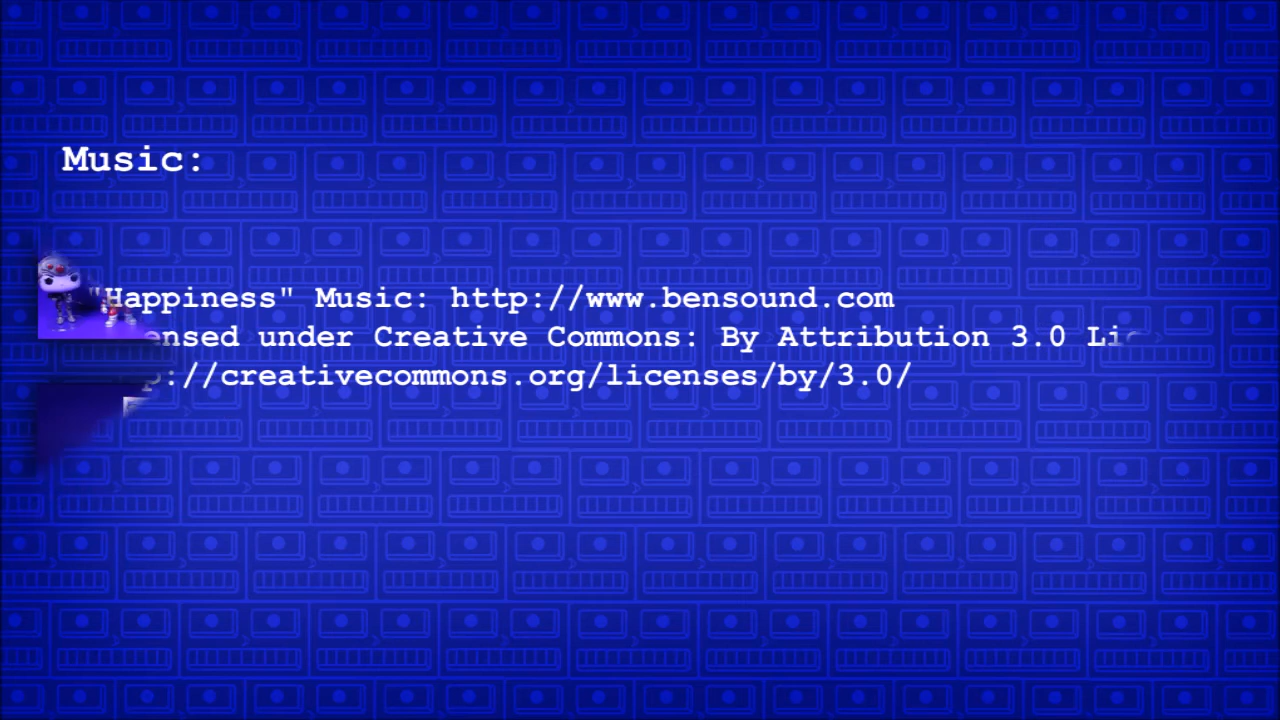 Music:
"Happiness" Music: http://www.bensound.com
ensed under Creative Commons: By Attribution 3.0
p://creativecommons.org/licenses/by/3.0/